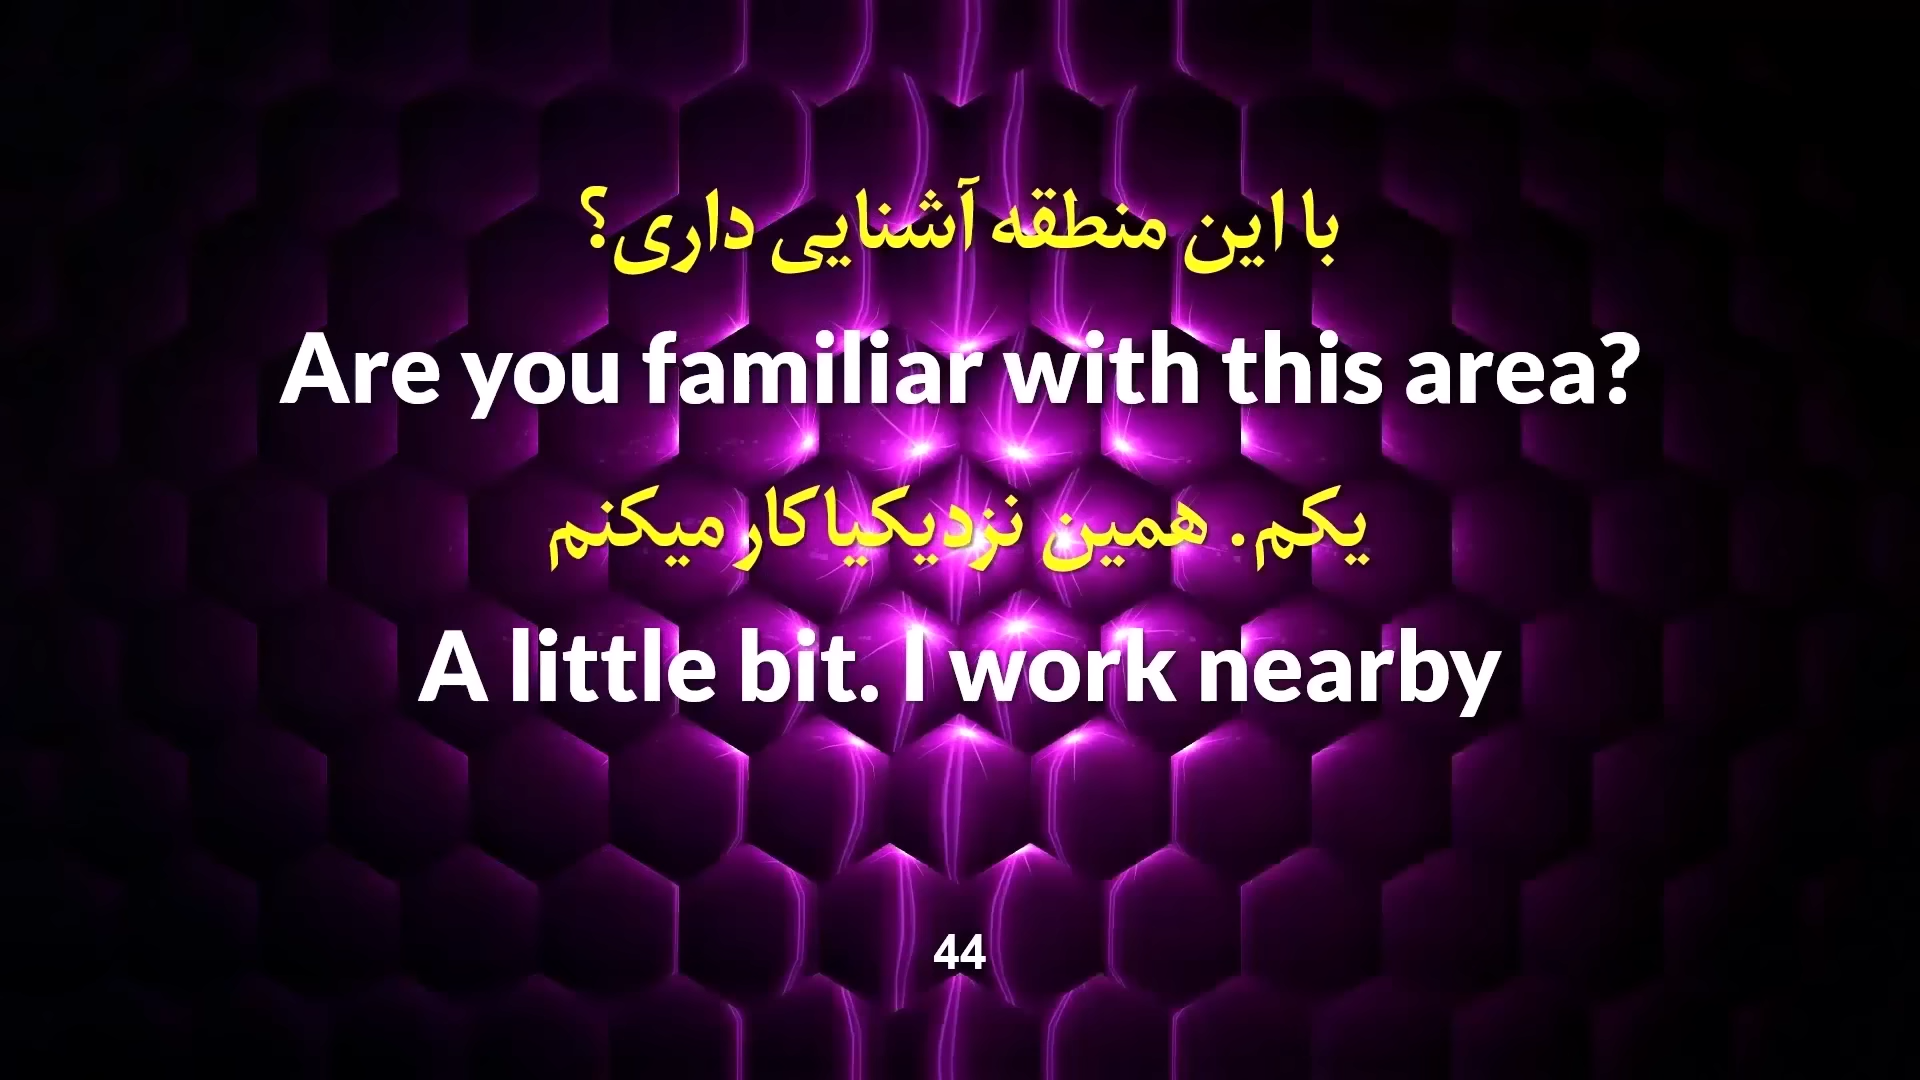 با این منطقه آشنایی داری؟
Are you familiar with this area?
یکم. همین نزدیکیا کار میکنم
A little bit. I work nearby
44